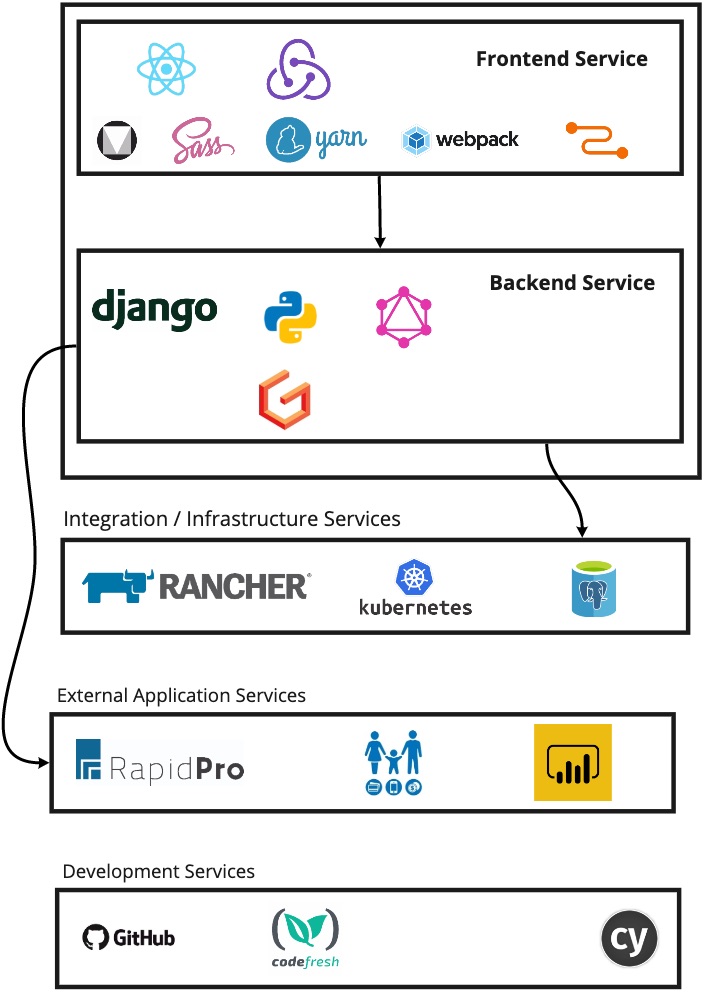 Frontend Service
Sass
yarn
webpack
Backend Service
django
Integration / Infrastructure Services
RANCHER®
kubernetes
External Application Services
RapidPro
Development Services
GitHub
codefresh
cy